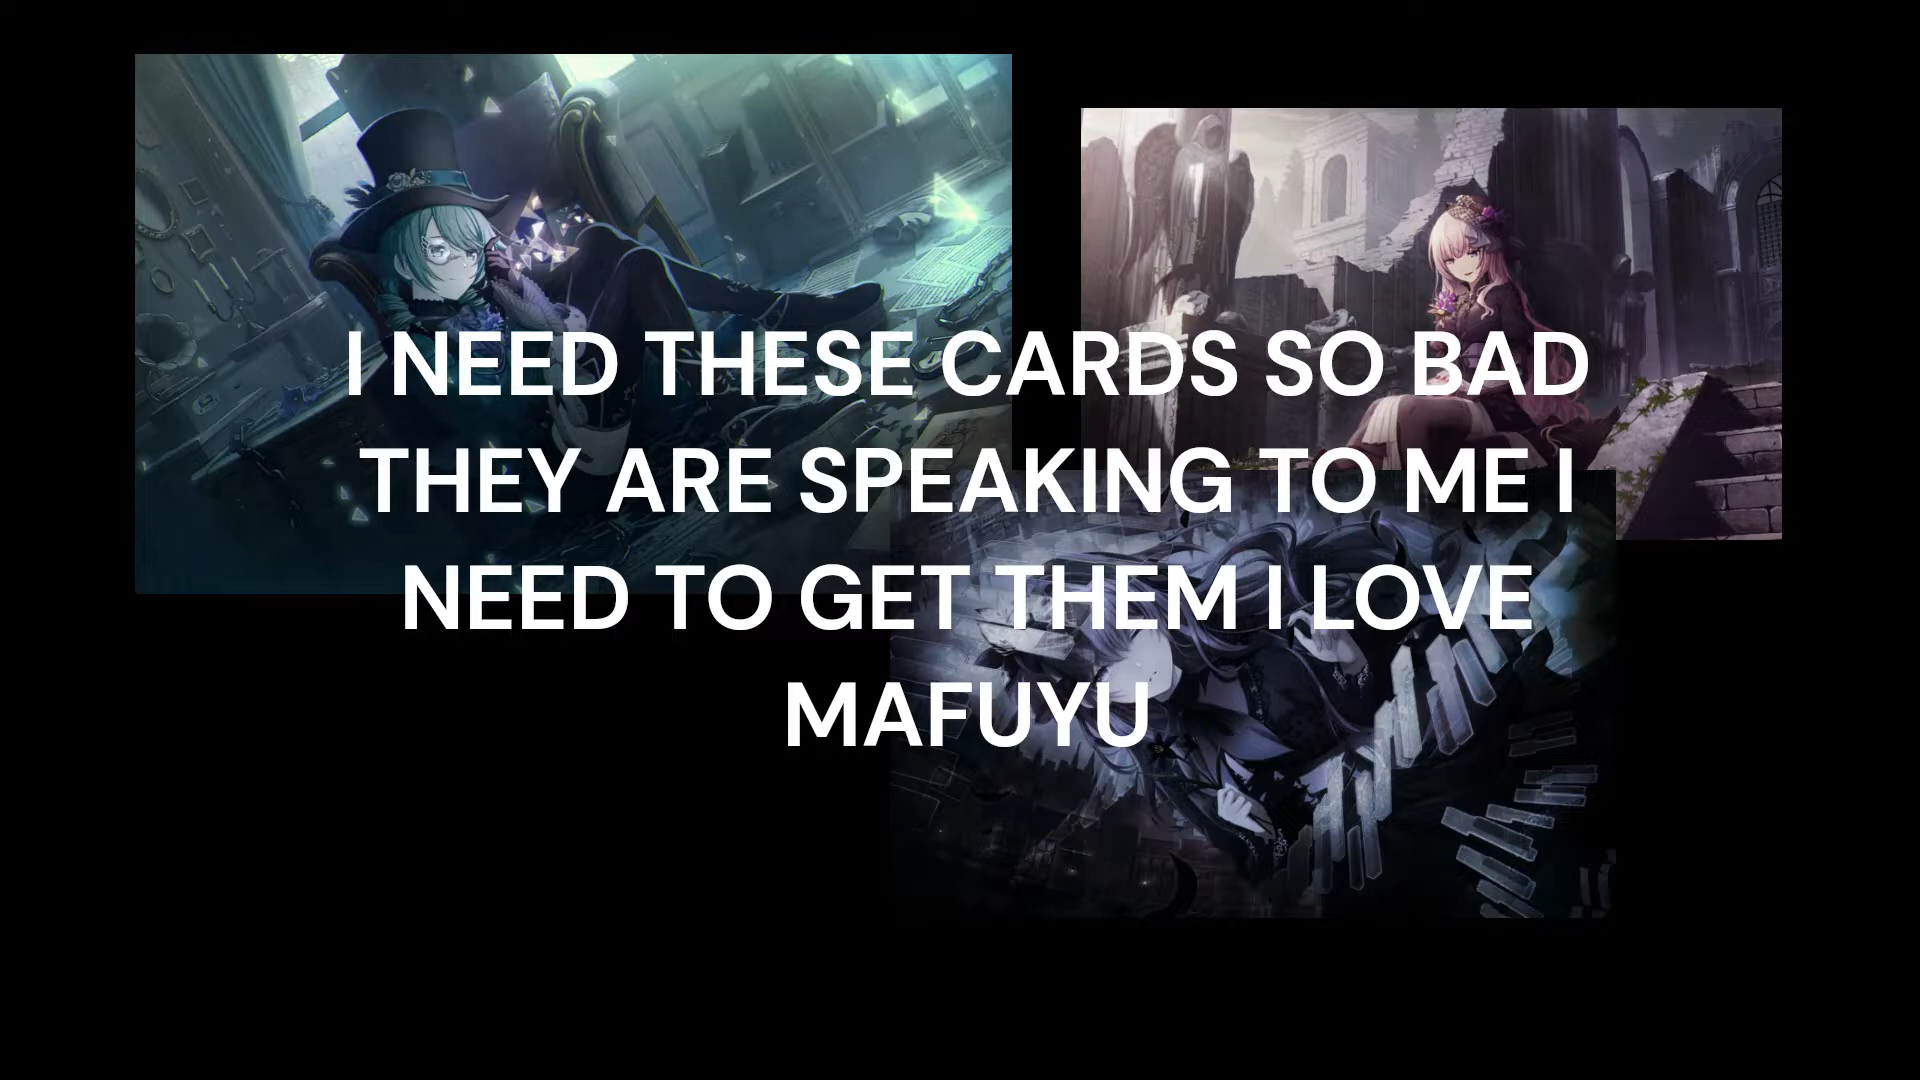 I NEED THESE CARDS SO BAD
THEY ARE SPEAKING TO ME I
NEED TO GET THEM I LOVE
MAFUYU